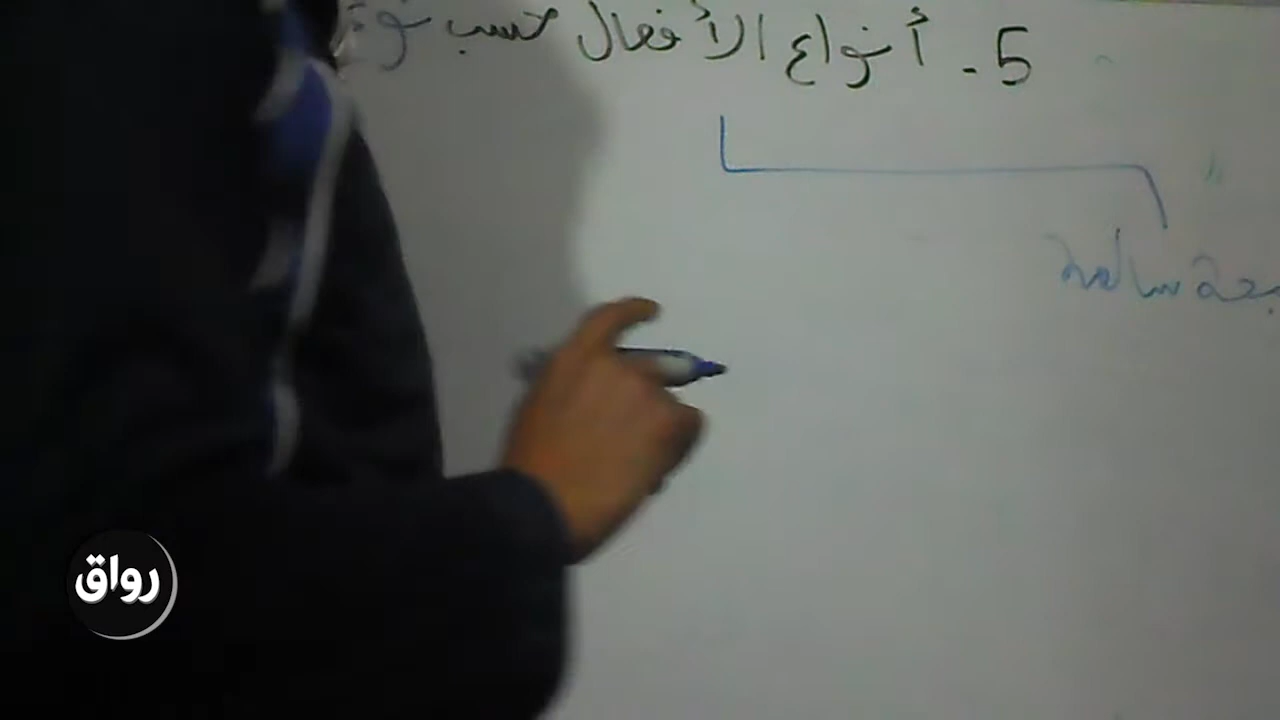 5- أنواع الأفعال حسب
سالمة
رواق